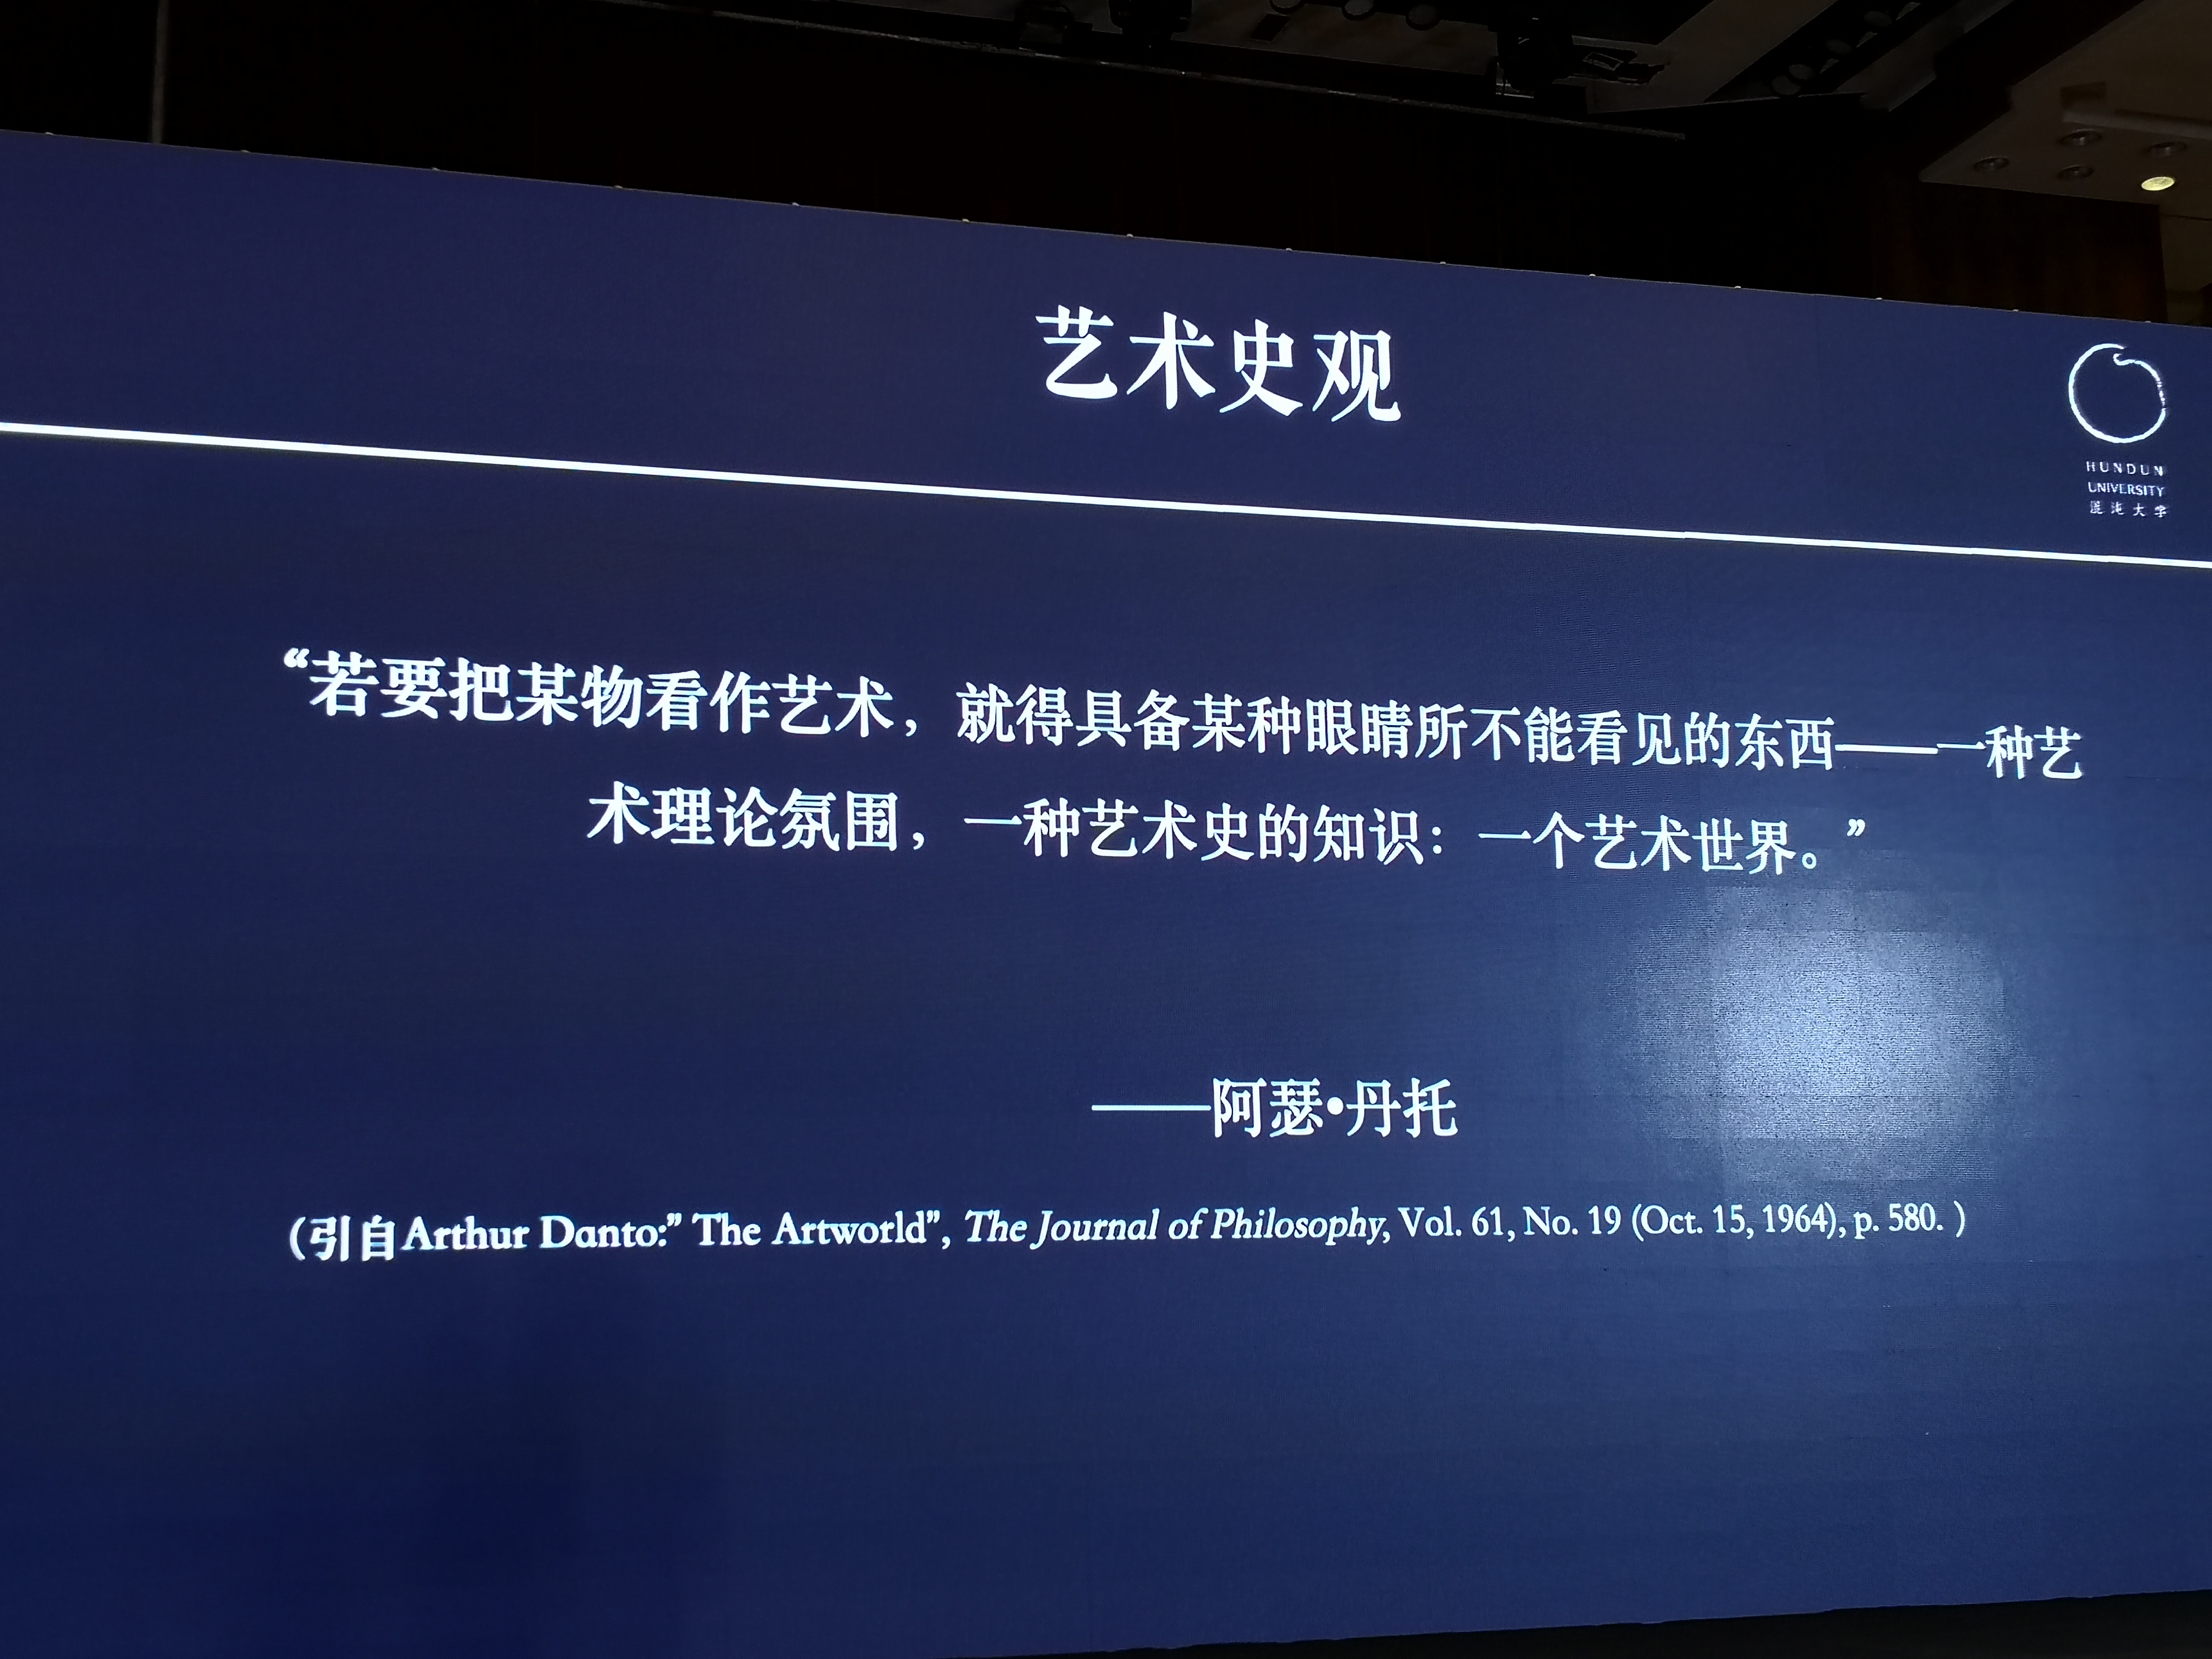 艺术史观
HUNDUN
UNIVERSITY
混沌大学
“若要把某物看作艺术，就得具备某种眼睛所不能看见的东西——一种艺
术理论氛围，一种艺术史的知识：一个艺术世界。”
——阿瑟•丹托
(引自Arthur Danto:” The Artworld”, The Journal of Philosophy, Vol. 61, No. 19 (Oct. 15, 1964), p. 580. )